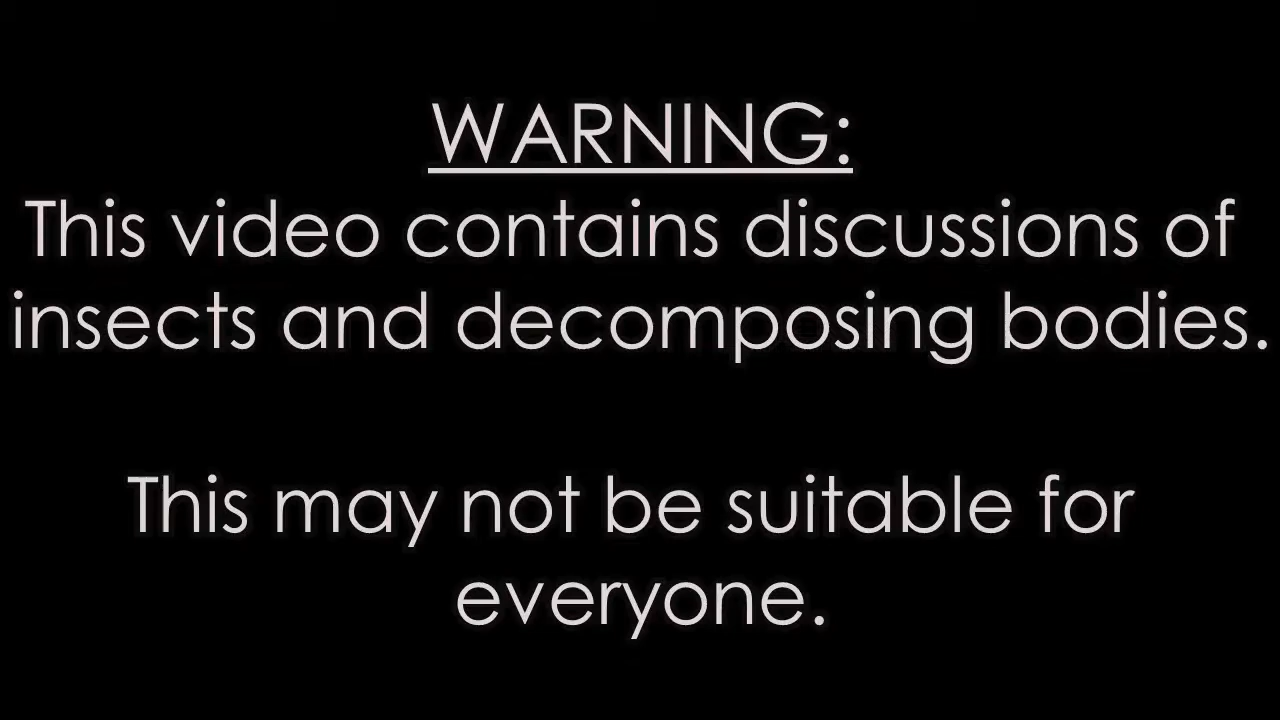 WARNING:
This video contains discussions of
insects and decomposing bodies.
This may not be suitable for
everyone.